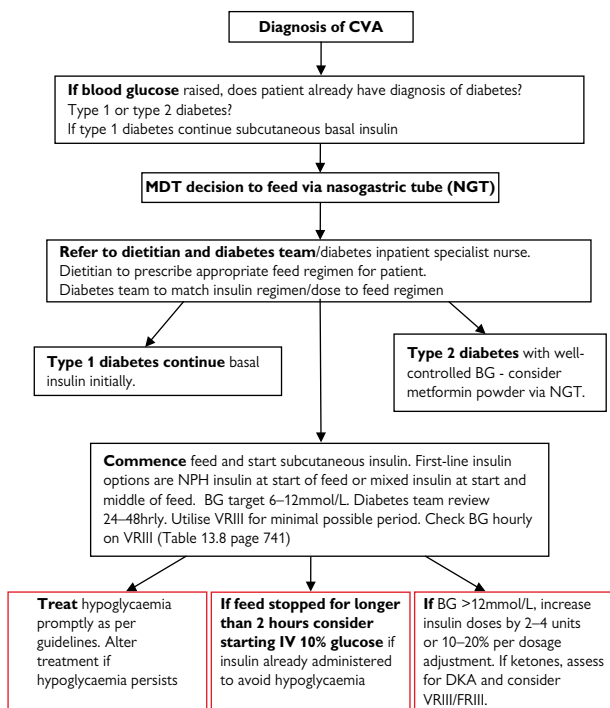 Diagnosis of CVA
If blood glucose raised, does patient already have diagnosis of diabetes?
Type 1 or type 2 diabetes?
If type 1 diabetes continue subcutaneous basal insulin
MDT decision to feed via nasogastric tube (NGT)
Refer to dietitian and diabetes team/diabetes inpatient specialist nurse.
Dietitian to prescribe appropriate feed regimen for patient.
Diabetes team to match insulin regimen/dose to feed regimen
Type 1 diabetes continue basal
insulin initially.
Type 2 diabetes with well-
controlled BG - consider
metformin powder via NGT.
Commence feed and start subcutaneous insulin. First-line insulin
options are NPH insulin at start of feed or mixed insulin at start and
middle of feed. BG target 6–12mmol/L. Diabetes team review
24–48hrly. Utilise VRIII for minimal possible period. Check BG hourly
on VRIII (Table 13.8 page 741)
Treat hypoglycaemia
promptly as per
guidelines. Alter
treatment if
hypoglycaemia persists
If feed stopped for longer
than 2 hours consider
starting IV 10% glucose if
insulin already administered
to avoid hypoglycaemia
If BG >12mmol/L, increase
insulin doses by 2–4 units
or 10–20% per dosage
adjustment. If ketones, assess
for DKA and consider
VRIII/FRIII.